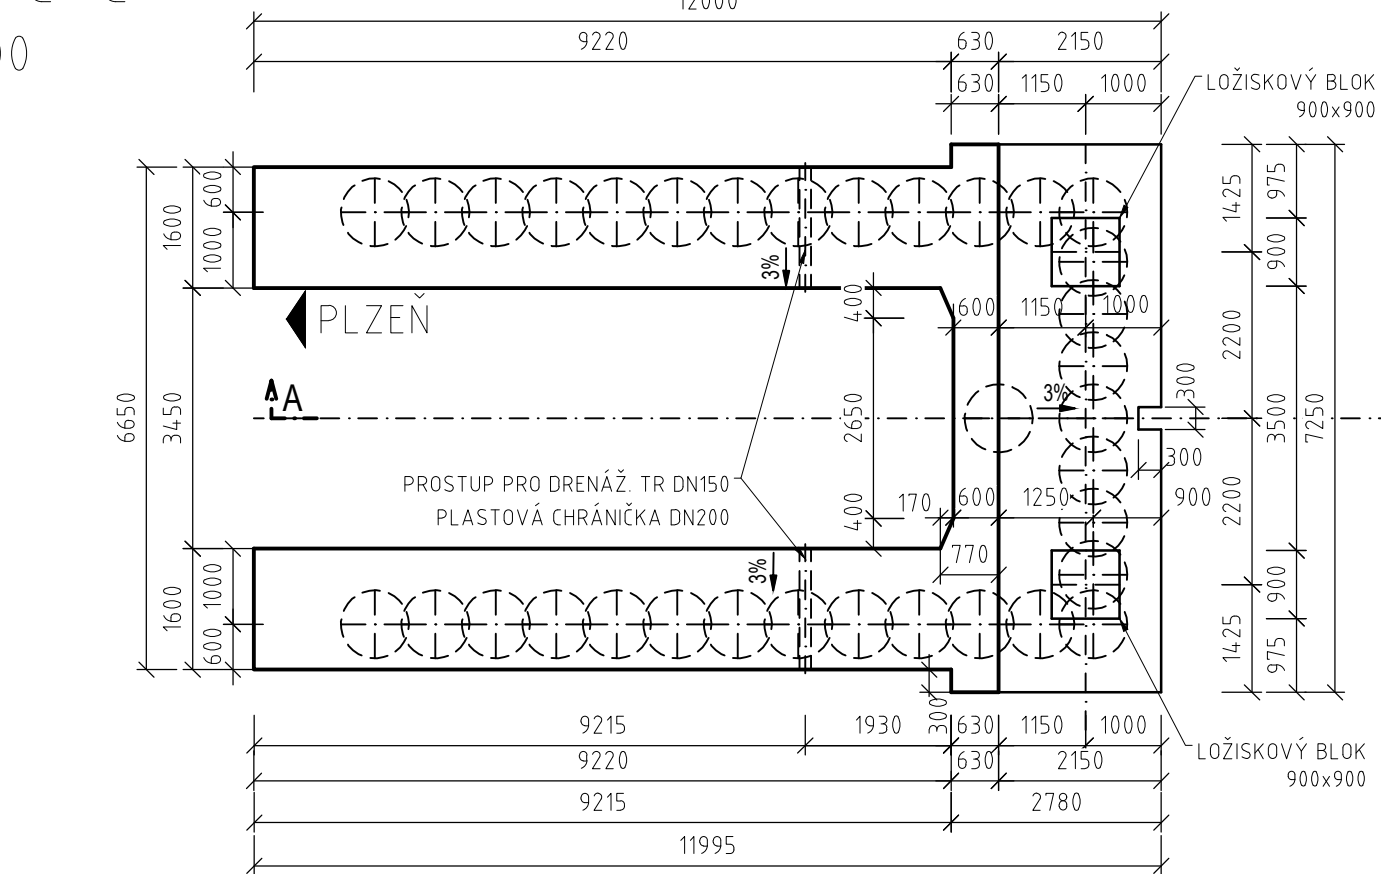 12000
9220 630 2150
630 1150 1000
LOŽISKOVÝ BLOK
900x900
600
1600
1000
3%
1425
975
900
PLZEŇ
400
600 1150 1000
2200
A
3%
300
6650
3450
2650
3500
7250
300
PROSTUP PRO DRENÁŽ. TR DN150
PLASTOVÁ CHRÁNIČKA DN200
400
170 600 1250 900
2200
770
3%
1600
1000
600
900
1425
975
300
9215 1930 630 1150 1000
9220 630 2150
LOŽISKOVÝ BLOK
900x900
9215 2780
11995